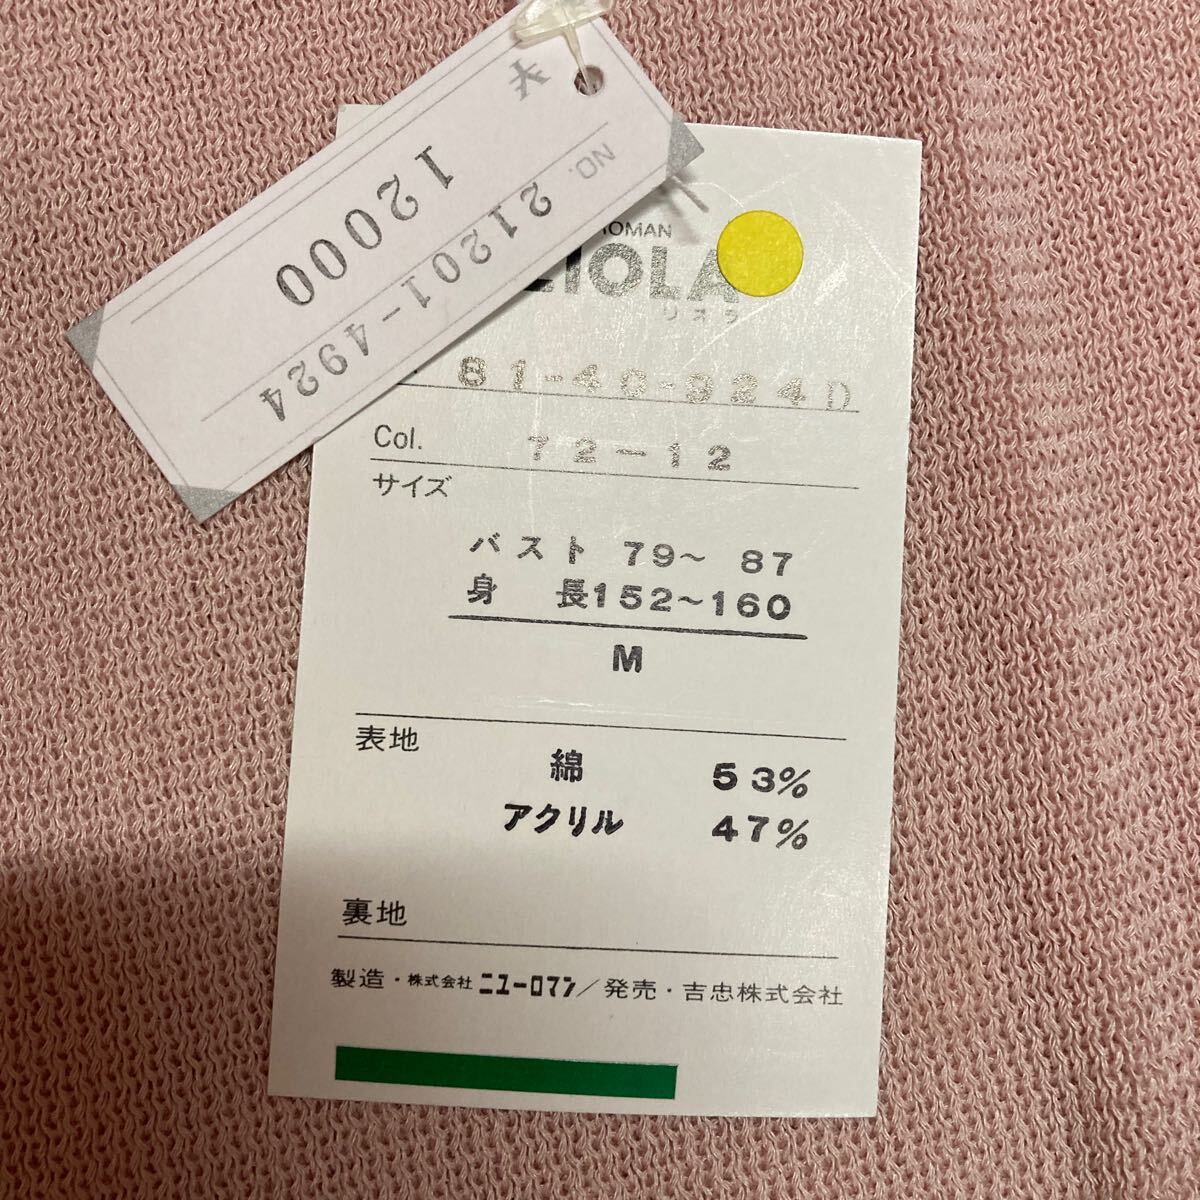 ¥ 12000
NO. 21201-4924
ROMAN
LIOLA
リオラ
81-40-924D
Col. 72-12
サイズ
バスト 79~ 87
身 長152~160
M
表地
綿 53%
アクリル 47%
裏地
製造・株式会社 ニューロマン/発売・吉忠株式会社